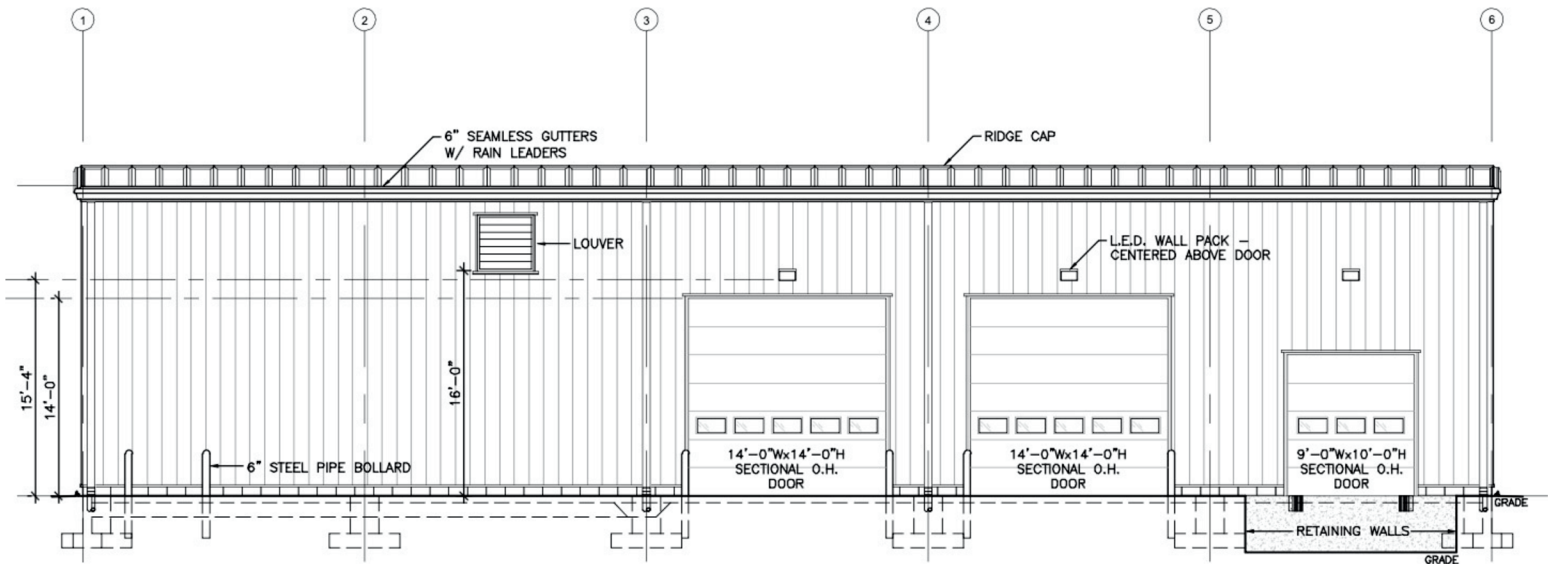 1 2 3 4 5 6
6" SEAMLESS GUTTERS
W/ RAIN LEADERS
RIDGE CAP
LOUVER
L.E.D. WALL PACK –
CENTERED ABOVE DOOR
15'-4"
14'-0"
16'-0"
6" STEEL PIPE BOLLARD
14'-0"Wx14'-0"H
SECTIONAL O.H.
DOOR
14'-0"Wx14'-0"H
SECTIONAL O.H.
DOOR
9'-0"Wx10'-0"H
SECTIONAL O.H.
DOOR
GRADE
RETAINING WALLS
GRADE